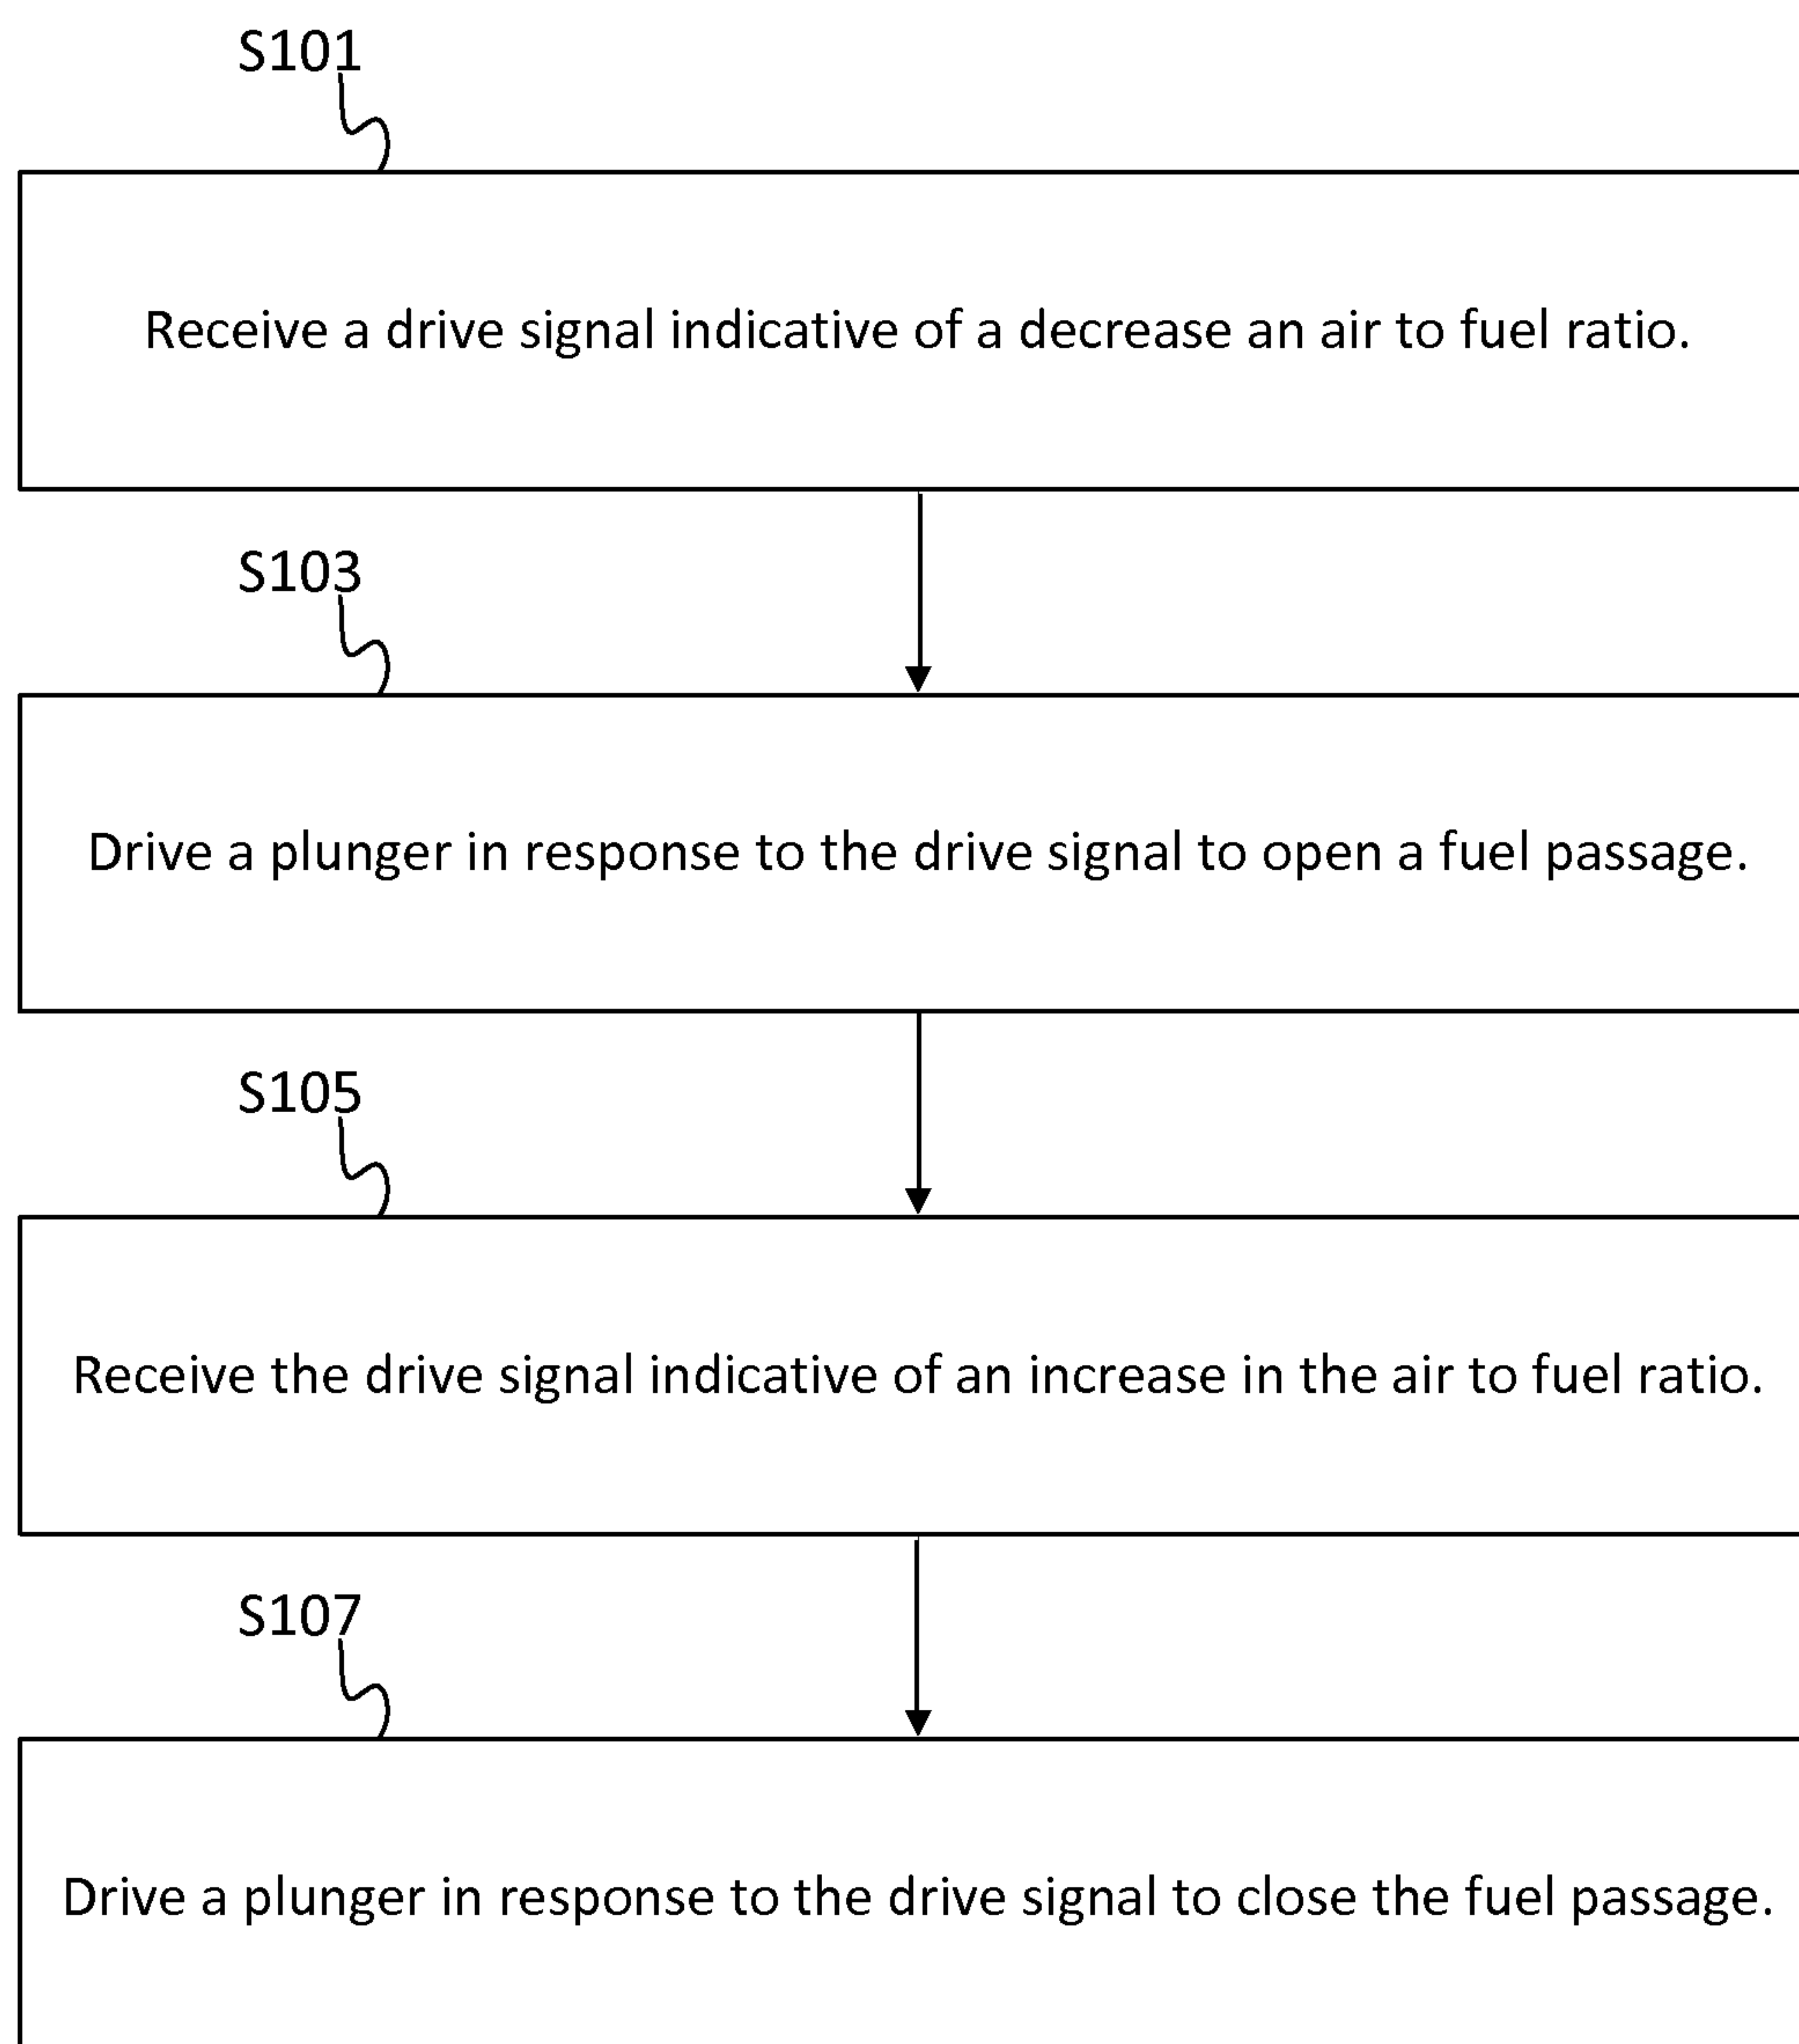 S101
Receive a drive signal indicative of a decrease an air to fuel ratio.
S103
Drive a plunger in response to the drive signal to open a fuel passage.
S105
Receive the drive signal indicative of an increase in the air to fuel ratio.
S107
Drive a plunger in response to the drive signal to close the fuel passage.